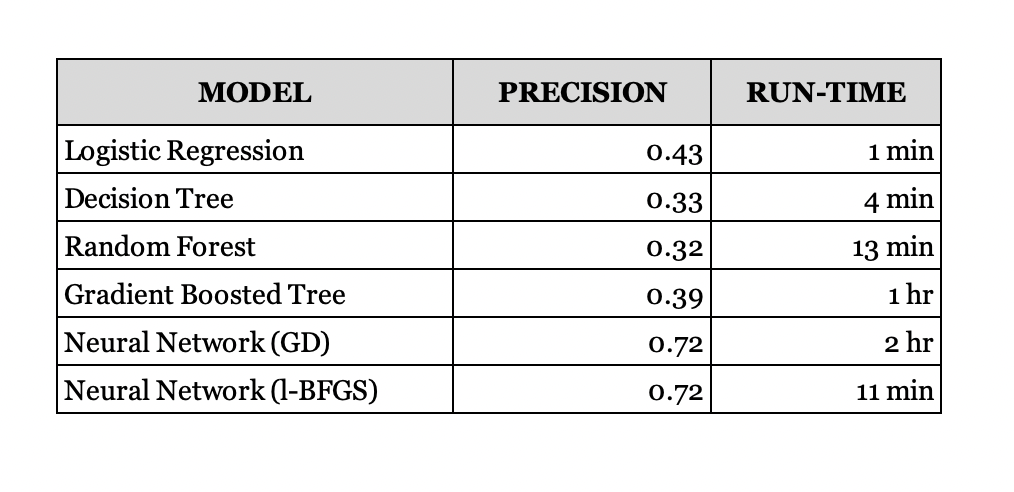 MODEL PRECISION RUN-TIME
Logistic Regression 0.43 1 min
Decision Tree 0.33 4 min
Random Forest 0.32 13 min
Gradient Boosted Tree 0.39 1 hr
Neural Network (GD) 0.72 2 hr
Neural Network (l-BFGS) 0.72 11 min